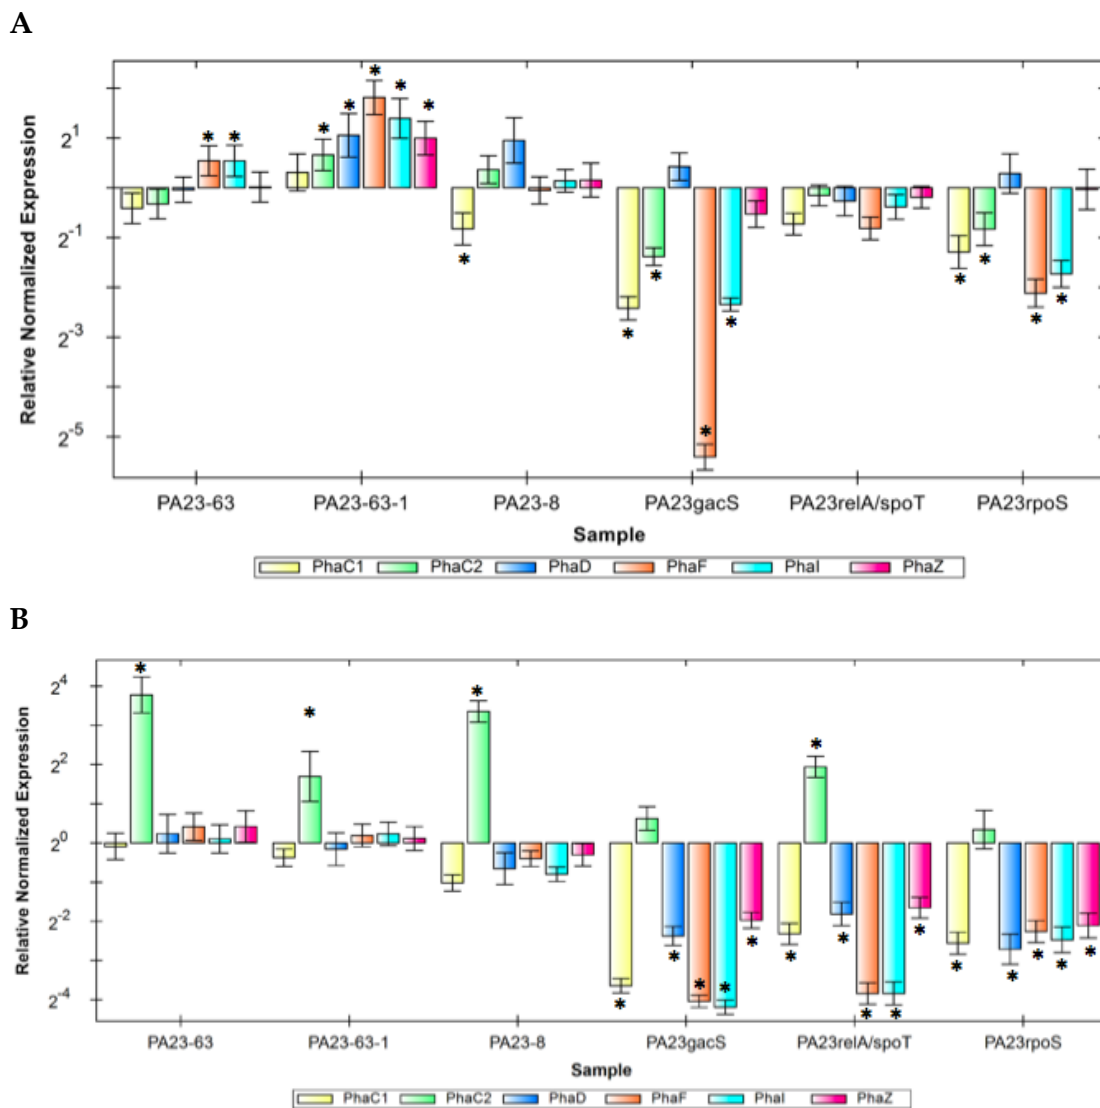 A
Relative Normalized Expression
2^1
2^-1
2^-3
2^-5
* * * * * * * * * * * * * * * * *
PA23-63 PA23-63-1 PA23-8 PA23gacS PA23relA/spoT PA23rpoS
Sample
PhaC1 PhaC2 PhaD PhaF PhaI PhaZ
B
Relative Normalized Expression
2^4
2^2
2^0
2^-2
2^-4
* * * * * * * * * * * * * * * * * * *
PA23-63 PA23-63-1 PA23-8 PA23gacS PA23relA/spoT PA23rpoS
Sample
PhaC1 PhaC2 PhaD PhaF PhaI PhaZ